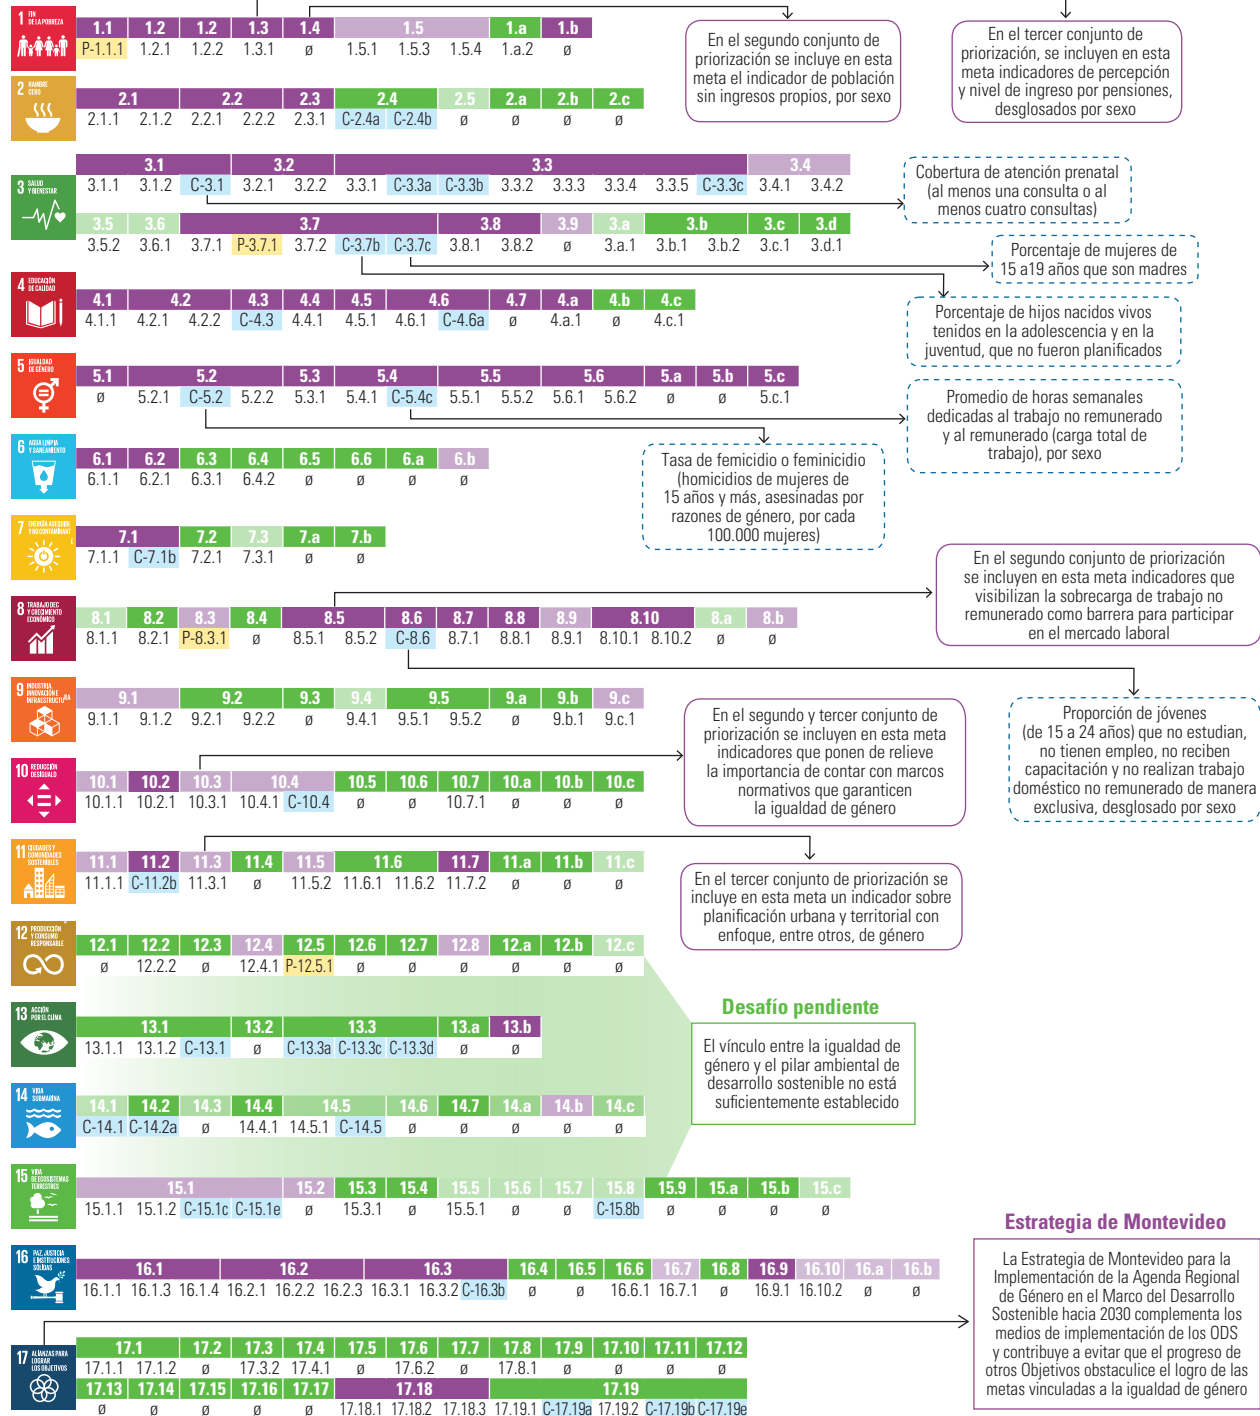 1 FIN
DE LA POBREZA
1.1 1.2 1.2 1.3 1.4 1.5 1.a 1.b
P-1.1.1 1.2.1 1.2.2 1.3.1 ø 1.5.1 1.5.3 1.5.4 1.a.2 ø
En el segundo conjunto de
priorización se incluye en esta
meta el indicador de población
sin ingresos propios, por sexo
En el tercer conjunto de
priorización, se incluyen en esta
meta indicadores de percepción
y nivel de ingreso por pensiones,
desglosados por sexo
2 HAMBRE
CERO
2.1 2.2 2.3 2.4 2.5 2.a 2.b 2.c
2.1.1 2.1.2 2.2.1 2.2.2 2.3.1 C-2.4a C-2.4b ø ø ø ø
3 SALUD
Y BIENESTAR
3.1 3.2 3.3 3.4
3.1.1 3.1.2 C-3.1 3.2.1 3.2.2 3.3.1 C-3.3a C-3.3b 3.3.2 3.3.3 3.3.4 3.3.5 C-3.3c 3.4.1 3.4.2
3.5 3.6 3.7 3.8 3.9 3.a 3.b 3.c 3.d
3.5.2 3.6.1 3.7.1 P-3.7.1 3.7.2 C-3.7b C-3.7c 3.8.1 3.8.2 ø 3.a.1 3.b.1 3.b.2 3.c.1 3.d.1
Cobertura de atención prenatal
(al menos una consulta o al
menos cuatro consultas)
Porcentaje de mujeres de
15 a19 años que son madres
Porcentaje de hijos nacidos vivos
tenidos en la adolescencia y en la
juventud, que no fueron planificados
4 EDUCACIÓN
DE CALIDAD
4.1 4.2 4.3 4.4 4.5 4.6 4.7 4.a 4.b 4.c
4.1.1 4.2.1 4.2.2 C-4.3 4.4.1 4.5.1 4.6.1 C-4.6a ø 4.a.1 ø 4.c.1
5 IGUALDAD
DE GÉNERO
5.1 5.2 5.3 5.4 5.5 5.6 5.a 5.b 5.c
ø 5.2.1 C-5.2 5.2.2 5.3.1 5.4.1 C-5.4c 5.5.1 5.5.2 5.6.1 5.6.2 ø ø 5.c.1
Promedio de horas semanales
dedicadas al trabajo no remunerado
y al remunerado (carga total de
trabajo), por sexo
Tasa de femicidio o feminicidio
(homicidios de mujeres de
15 años y más, asesinadas por
razones de género, por cada
100.000 mujeres)
6 AGUA LIMPIA
Y SANEAMIENTO
6.1 6.2 6.3 6.4 6.5 6.6 6.a 6.b
6.1.1 6.2.1 6.3.1 6.4.2 ø ø ø ø
7 ENERGÍA ASEQUIBLE
Y NO CONTAMINANTE
7.1 7.2 7.3 7.a 7.b
7.1.1 C-7.1b 7.2.1 7.3.1 ø ø
8 TRABAJO DEC
Y CRECIMIENTO
ECONÓMICO
8.1 8.2 8.3 8.4 8.5 8.6 8.7 8.8 8.9 8.10 8.a 8.b
8.1.1 8.2.1 P-8.3.1 ø 8.5.1 8.5.2 C-8.6 8.7.1 8.8.1 8.9.1 8.10.1 8.10.2 ø ø
En el segundo conjunto de priorización
se incluyen en esta meta indicadores que
visibilizan la sobrecarga de trabajo no
remunerado como barrera para participar
en el mercado laboral
Proporción de jóvenes
(de 15 a 24 años) que no estudian,
no tienen empleo, no reciben
capacitación y no realizan trabajo
doméstico no remunerado de manera
exclusiva, desglosado por sexo
9 INDUSTRIA,
INNOVACIÓN E
INFRAESTRUCTURA
9.1 9.2 9.3 9.4 9.5 9.a 9.b 9.c
9.1.1 9.1.2 9.2.1 9.2.2 ø 9.4.1 9.5.1 9.5.2 ø 9.b.1 9.c.1
En el segundo y tercer conjunto de
priorización se incluyen en esta meta
indicadores que ponen de relieve
la importancia de contar con marcos
normativos que garanticen
la igualdad de género
10 REDUCCIÓN
DESIGUALD
10.1 10.2 10.3 10.4 10.5 10.6 10.7 10.a 10.b 10.c
10.1.1 10.2.1 10.3.1 10.4.1 C-10.4 ø ø 10.7.1 ø ø ø
11 CIUDADES Y
COMUNIDADES
SOSTENIBLES
11.1 11.2 11.3 11.4 11.5 11.6 11.7 11.a 11.b 11.c
11.1.1 C-11.2b 11.3.1 ø 11.5.2 11.6.1 11.6.2 11.7.2 ø ø ø
En el tercer conjunto de priorización se
incluye en esta meta un indicador sobre
planificación urbana y territorial con
enfoque, entre otros, de género
12 PRODUCCIÓN
Y CONSUMO
RESPONSABLE
12.1 12.2 12.3 12.4 12.5 12.6 12.7 12.8 12.a 12.b 12.c
ø 12.2.2 ø 12.4.1 P-12.5.1 ø ø ø ø ø ø
13 ACCIÓN
POR EL CLIMA
13.1 13.2 13.3 13.a 13.b
13.1.1 13.1.2 C-13.1 ø C-13.3a C-13.3c C-13.3d ø ø
Desafío pendiente
El vínculo entre la igualdad de
género y el pilar ambiental de
desarrollo sostenible no está
suficientemente establecido
14 VIDA
SUBMARINA
14.1 14.2 14.3 14.4 14.5 14.6 14.7 14.a 14.b 14.c
C-14.1 C-14.2a ø 14.4.1 14.5.1 C-14.5 ø ø ø ø ø
15 VIDA
DE ECOSISTEMAS
TERRESTRES
15.1 15.2 15.3 15.4 15.5 15.6 15.7 15.8 15.9 15.a 15.b 15.c
15.1.1 15.1.2 C-15.1c C-15.1e ø 15.3.1 ø 15.5.1 ø ø C-15.8b ø ø ø ø
16 PAZ, JUSTICIA
E INSTITUCIONES
SÓLIDAS
16.1 16.2 16.3 16.4 16.5 16.6 16.7 16.8 16.9 16.10 16.a 16.b
16.1.1 16.1.3 16.1.4 16.2.1 16.2.2 16.2.3 16.3.1 16.3.2 C-16.3b ø ø 16.6.1 16.7.1 ø 16.9.1 16.10.2 ø ø
Estrategia de Montevideo
La Estrategia de Montevideo para la
Implementación de la Agenda Regional
de Género en el Marco del Desarrollo
Sostenible hacia 2030 complementa los
medios de implementación de los ODS
y contribuye a evitar que el progreso de
otros Objetivos obstaculice el logro de las
metas vinculadas a la igualdad de género
17 ALIANZAS PARA
LOGRAR
LOS OBJETIVOS
17.1 17.2 17.3 17.4 17.5 17.6 17.7 17.8 17.9 17.10 17.11 17.12
17.1.1 17.1.2 ø 17.3.2 17.4.1 ø 17.6.2 ø 17.8.1 ø ø ø ø
17.13 17.14 17.15 17.16 17.17 17.18 17.19
ø ø ø ø ø 17.18.1 17.18.2 17.18.3 17.19.1 C-17.19a 17.19.2 C-17.19b C-17.19e